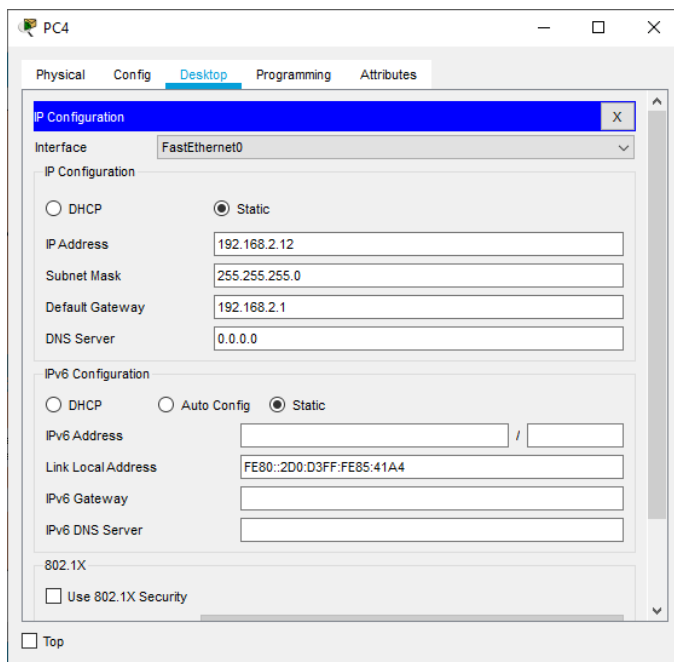 PC4
Physical Config Desktop Programming Attributes
IP Configuration X
Interface FastEthernet0
IP Configuration
DHCP Static
IP Address 192.168.2.12
Subnet Mask 255.255.255.0
Default Gateway 192.168.2.1
DNS Server 0.0.0.0
IPv6 Configuration
DHCP Auto Config Static
IPv6 Address /
Link Local Address FE80::2D0:D3FF:FE85:41A4
IPv6 Gateway
IPv6 DNS Server
802.1X
Use 802.1X Security
Top